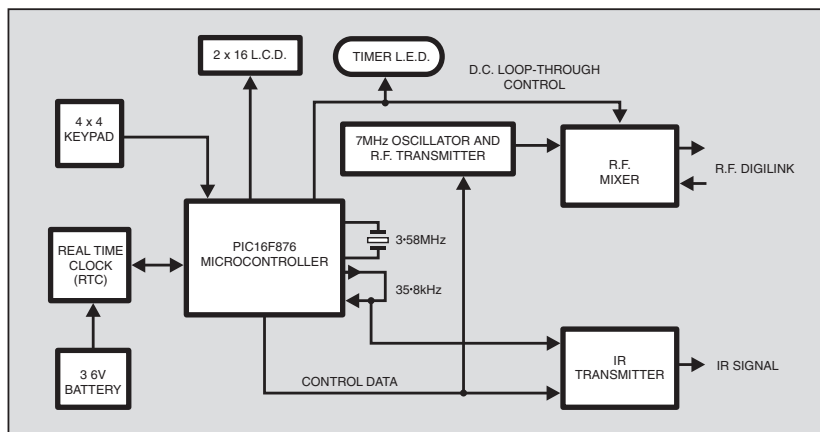 2 x 16 L.C.D.
TIMER L.E.D.
D.C. LOOP-THROUGH
CONTROL
4 x 4
KEYPAD
7MHz OSCILLATOR AND
R.F. TRANSMITTER
R.F.
MIXER
R.F. DIGILINK
PIC16F876
MICROCONTROLLER
3•58MHz
REAL TIME
CLOCK
(RTC)
35•8kHz
3 6V
BATTERY
CONTROL DATA
IR
TRANSMITTER
IR SIGNAL